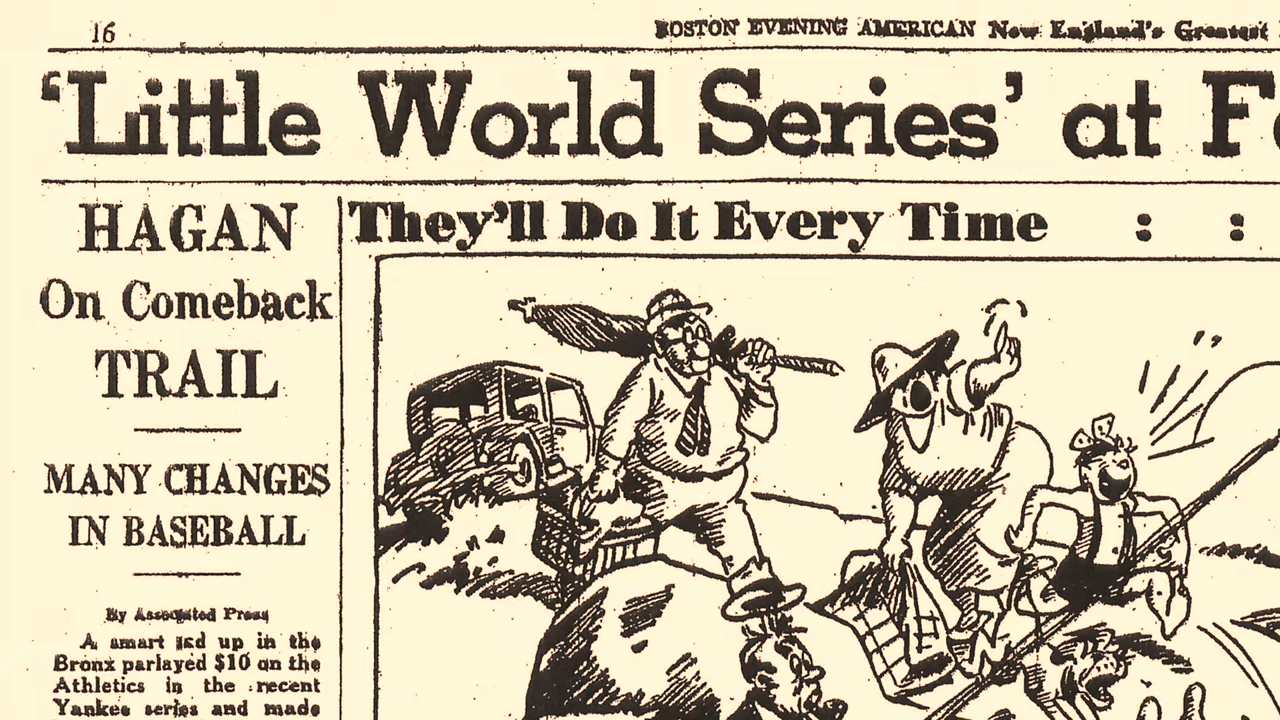 16
BOSTON EVENING AMERICAN New England's Greatest
'Little World Series' at F
HAGAN
On Comeback
TRAIL
MANY CHANGES
IN BASEBALL
By Associated Press
A smart lad up in the
Bronx parlayed $10 on the
Athletics in the recent
Yankee series and made
They'll Do It Every Time : :